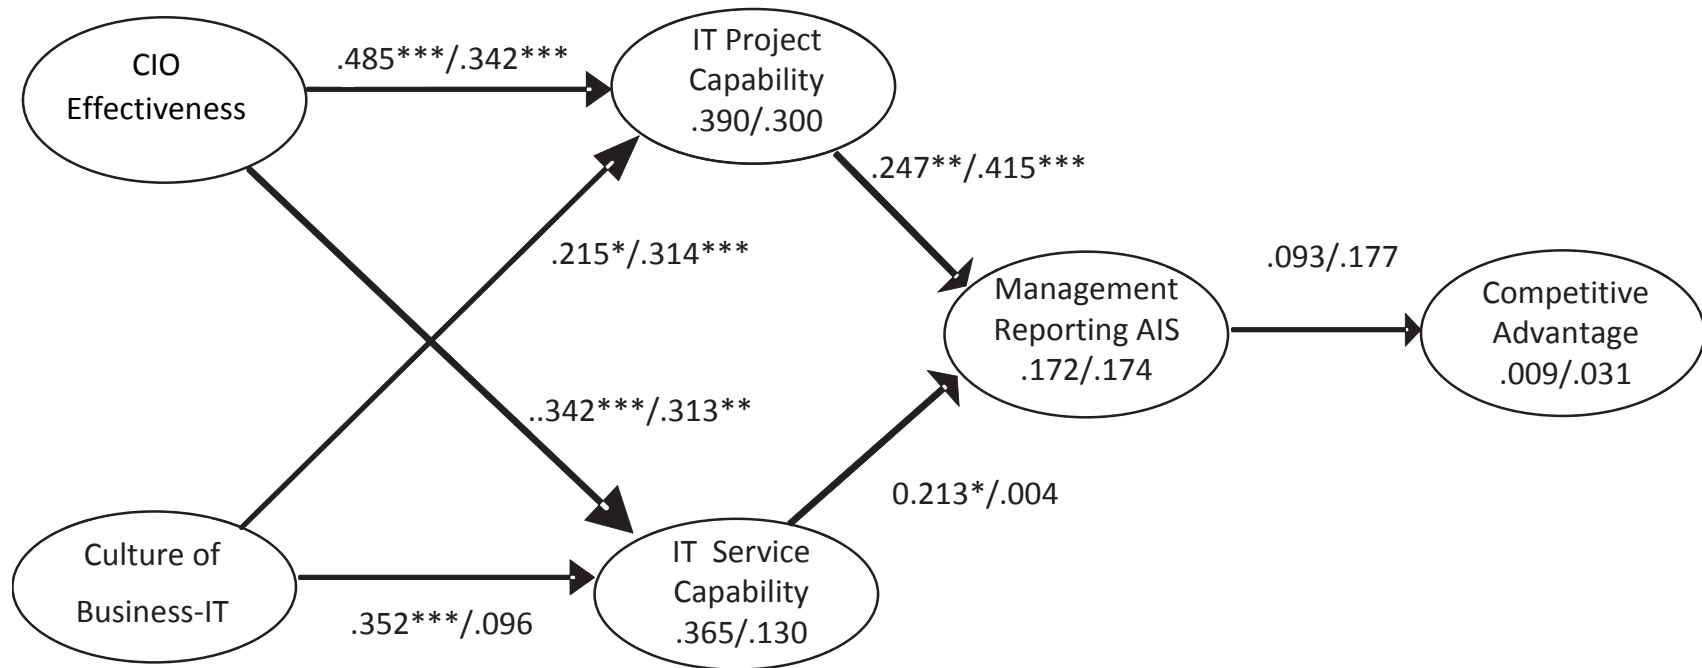 CIO
Effectiveness
.485***/.342***
IT Project
Capability
.390/.300
.247**/.415***
.215*/.314***
.093/.177
Management
Reporting AIS
.172/.174
Competitive
Advantage
.009/.031
..342***/.313**
0.213*/.004
Culture of
Business-IT
.352***/.096
IT Service
Capability
.365/.130